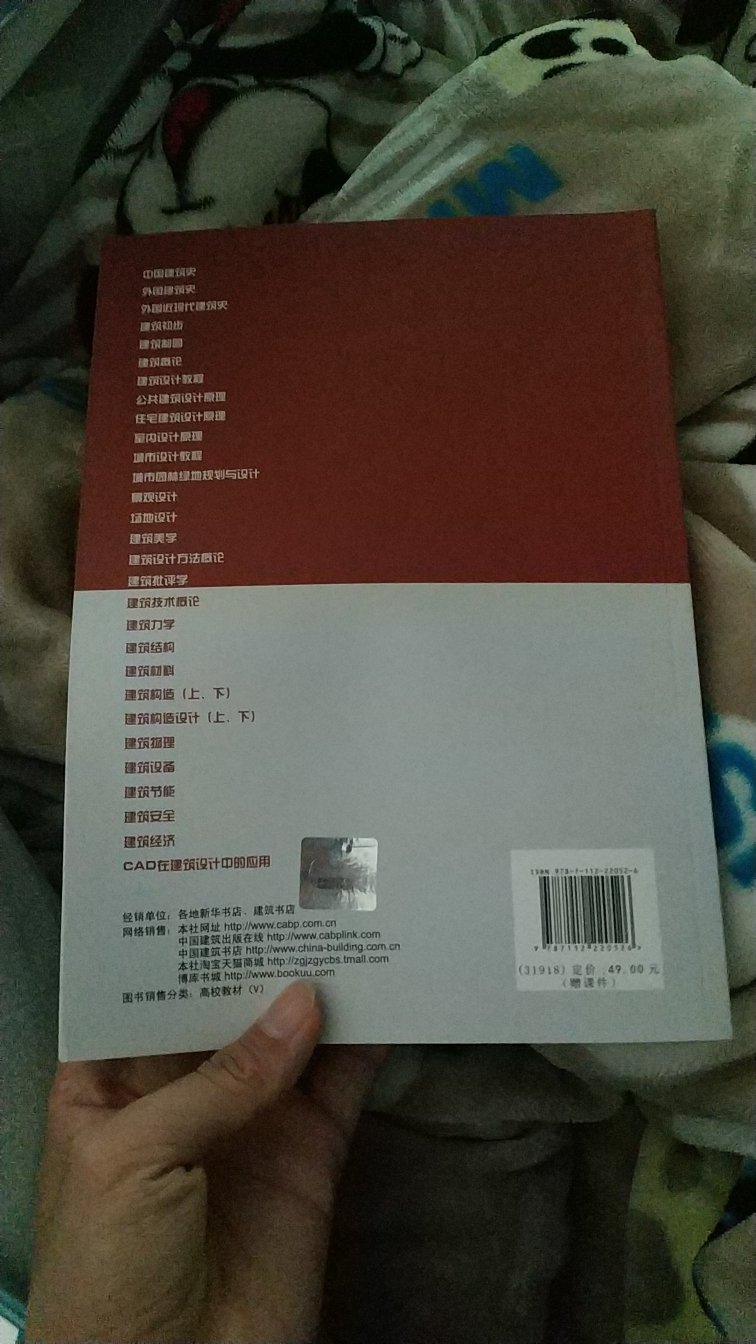 中国建筑史
外国建筑史
外国近现代建筑史
建筑初步
建筑制图
建筑概论
建筑设计教程
公共建筑设计原理
住宅建筑设计原理
室内设计原理
城市设计教程
城市园林绿地规划与设计
景观设计
场地设计
建筑美学
建筑设计方法概论
建筑批评学
建筑技术概论
建筑力学
建筑结构
建筑材料
建筑构造（上、下）
建筑构造设计（上、下）
建筑物理
建筑设备
建筑节能
建筑安全
建筑经济
CAD在建筑设计中的应用
经销单位：各地新华书店、建筑书店
网络销售：本社网址 http://www.cabp.com.cn
中国建筑出版在线 http://www.cabplink.com
中国建筑书店 http://www.china-building.com.cn
本社淘宝天猫商城 http://zgjzgycbs.tmall.com
博库书城 http://www.bookuu.com
图书销售分类：高校教材（V）
ISBN 978-7-112-22052-6
9 787112 220526
(31918) 定价：49.00 元
（赠课件）